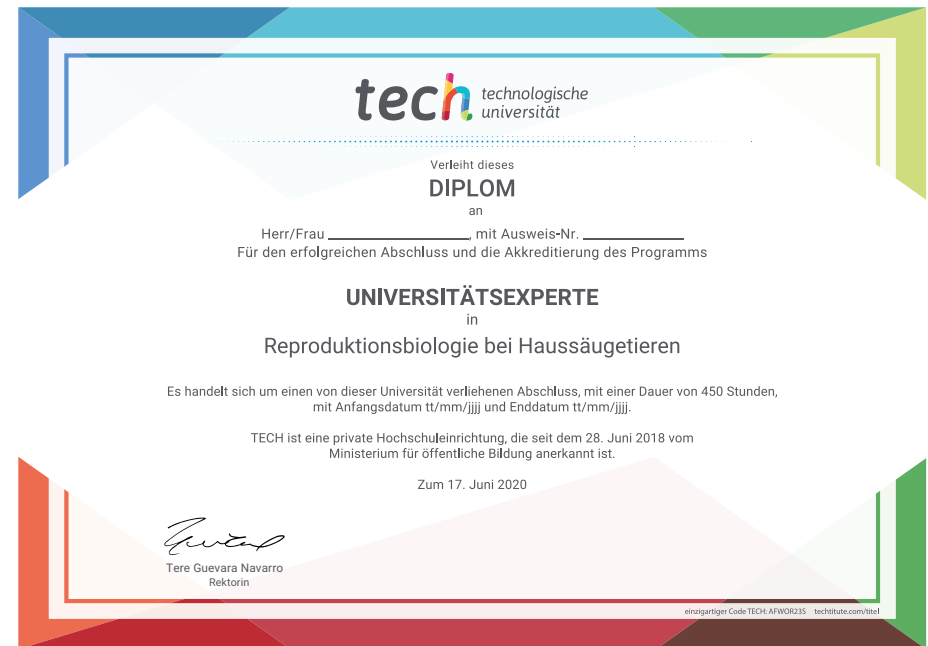 tech technologische
universität
Verleiht dieses
DIPLOM
an
Herr/Frau ____________________, mit Ausweis-Nr. ______________
Für den erfolgreichen Abschluss und die Akkreditierung des Programms
UNIVERSITÄTSEXPERTE
in
Reproduktionsbiologie bei Haussäugetieren
Es handelt sich um einen von dieser Universität verliehenen Abschluss, mit einer Dauer von 450 Stunden,
mit Anfangsdatum tt/mm/jjjj und Enddatum tt/mm/jjjj.
TECH ist eine private Hochschuleinrichtung, die seit dem 28. Juni 2018 vom
Ministerium für öffentliche Bildung anerkannt ist.
Zum 17. Juni 2020
Tere Guevara Navarro
Rektorin
einzigartiger Code TECH: AFWOR23S techtitute.com/titel